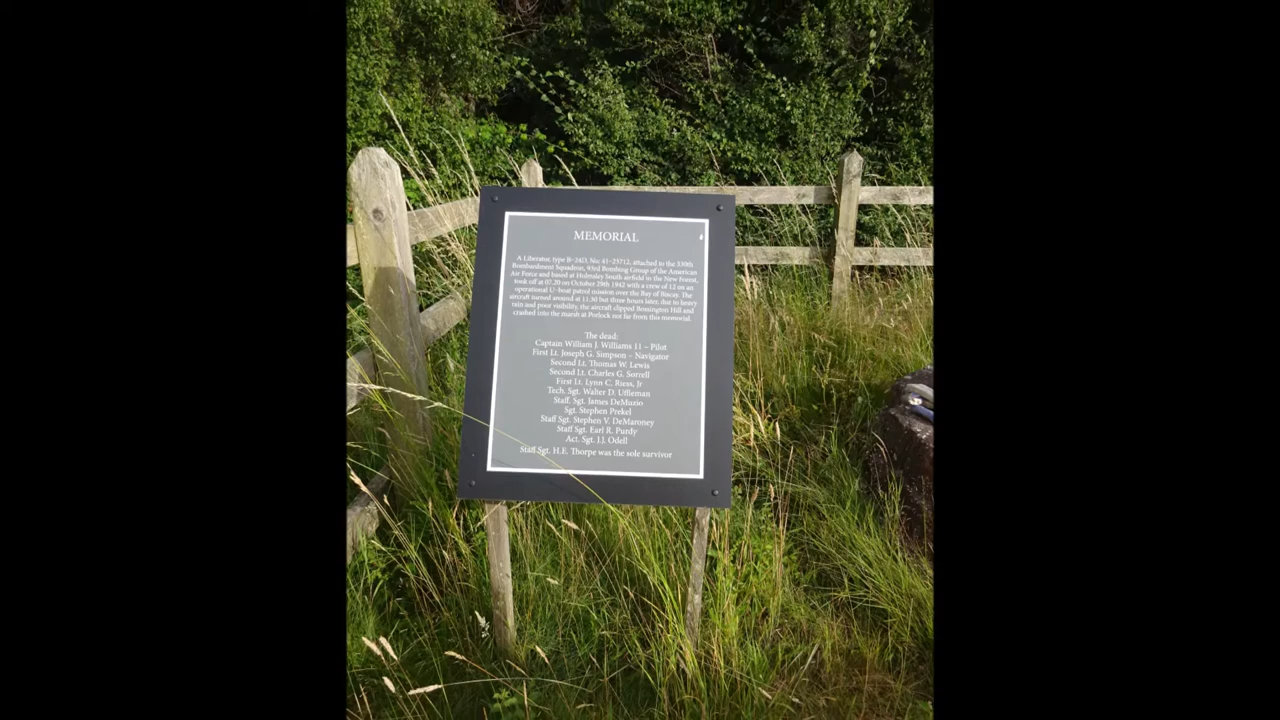 MEMORIAL
A Liberator, type B-24D, No: 41-23712, attached to the 330th
Bombardment Squadron, 93rd Bombing Group of the American
Air Force and based at Holmsley Smith airfield in the New Forest,
took off at 07.20 on October 29th 1942 with a crew of 12 on an
operational U-boat patrol mission over the Bay of Biscay. The
aircraft turned around at 11.30 but three hours later, due to heavy
rain and poor visibility, the aircraft clipped Bossington Hill and
crashed into the marsh at Porlock not far from this memorial.
The dead:
Captain William J. Williams 11 – Pilot
First Lt. Joseph G. Simpson – Navigator
Second Lt. Thomas W. Lewis
Second Lt. Charles G. Sorrell
First Lt. Lynn C. Riess, Jr
Tech. Sgt. Walter D. Uffleman
Staff. Sgt. James DeMuzio
Sgt. Stephen Prekel
Staff Sgt. Stephen V. DeMaroney
Staff Sgt. Earl R. Purdy
Act. Sgt. J.J. Odell
Staff Sgt. H.E. Thorpe was the sole survivor